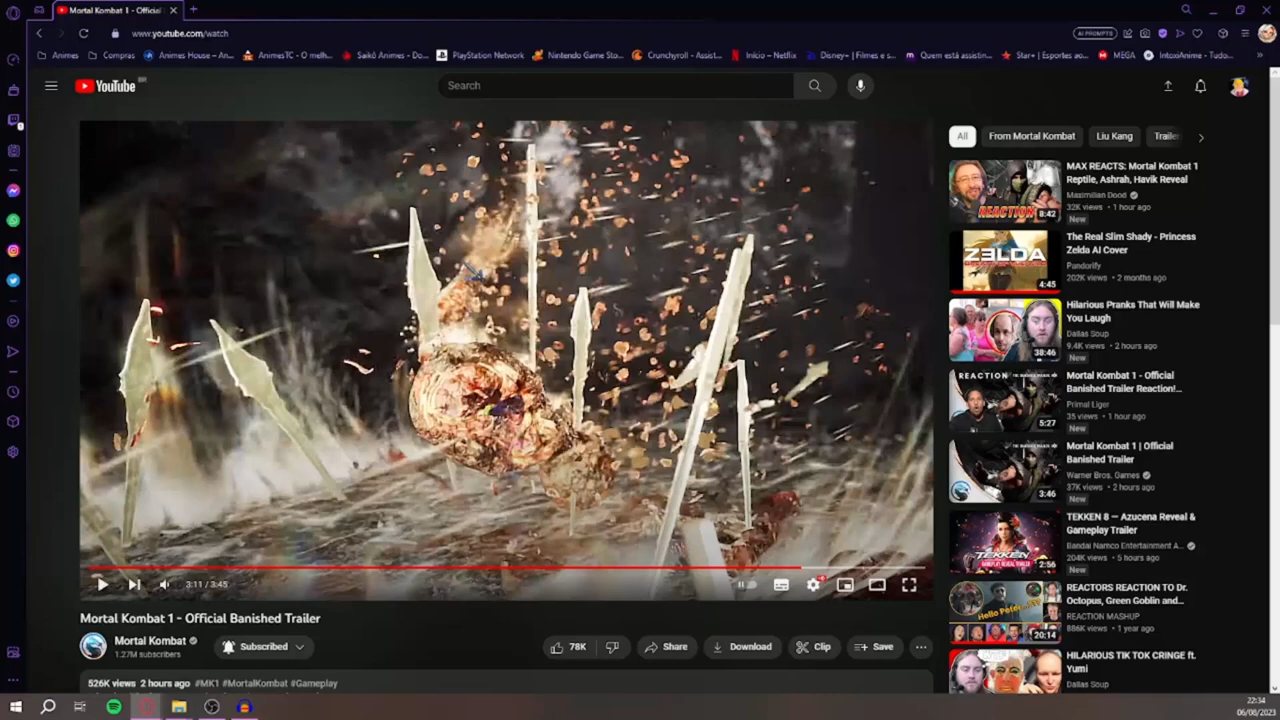 Mortal Kombat 1 - Official
www.youtube.com/watch
AI PROMPTS
Animes
Compras
Animes House – An...
AnimesTC - O melh...
Saikô Animes - Do...
PlayStation Network
Nintendo Game Sto...
Crunchyroll - Assist...
Início – Netflix
Disney+ | Filmes e s...
Quem está assistin...
Star+ | Esportes ao...
MEGA
IntoxiAnime - Tudo...
YouTube BR
Search
All
From Mortal Kombat
Liu Kang
Trailer
MAX REACTS: Mortal Kombat 1
Reptile, Ashrah, Havik Reveal
Maximilian Dood
32K views • 1 hour ago
New
REACTION
8:42
The Real Slim Shady - Princess
Zelda AI Cover
Pandorify
202K views • 2 months ago
ZELDA
4:45
Hilarious Pranks That Will Make
You Laugh
Dallas Soup
9.4K views • 2 hours ago
New
38:46
REACTION
Mortal Kombat 1 - Official
Banished Trailer Reaction!...
Primal Liger
35 views • 1 hour ago
New
5:27
Mortal Kombat 1 | Official
Banished Trailer
Warner Bros. Games
37K views • 2 hours ago
New
3:46
TEKKEN 8 — Azucena Reveal &
Gameplay Trailer
Bandai Namco Entertainment A...
204K views • 5 hours ago
New
TEKKEN
2:56
REACTORS REACTION TO Dr.
Octopus, Green Goblin and...
REACTION MASHUP
886K views • 1 year ago
Hello Peter
20:14
HILARIOUS TIK TOK CRINGE ft.
Yumi
Dallas Soup
3:11 / 3:45
Mortal Kombat 1 - Official Banished Trailer
Mortal Kombat
1.27M subscribers
Subscribed
78K
Share
Download
Clip
Save
526K views 2 hours ago #MK1 #MortalKombat #Gameplay
22:34
06/08/2023